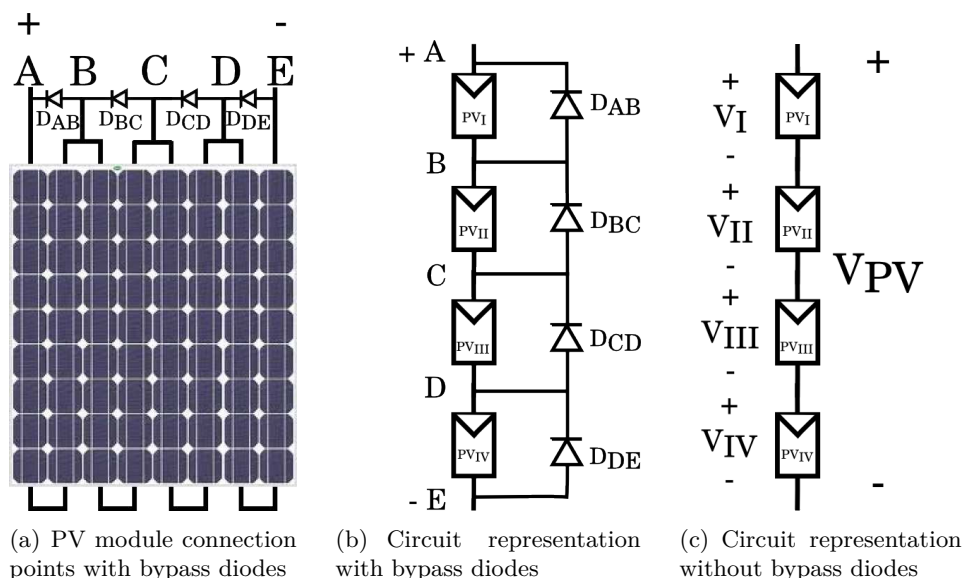 + -
A B C D E
DAB DBC DCD DDE
(a) PV module connection
points with bypass diodes
+ A
PVI
DAB
B
PVII
DBC
C
PVIII
DCD
D
PVIV
DDE
- E
(b) Circuit representation
with bypass diodes
+
VI
-
PVI
+
VII
-
PVII
+
VIII
-
PVIII
+
VIV
-
PVIV
+
VPV
-
(c) Circuit representation
without bypass diodes